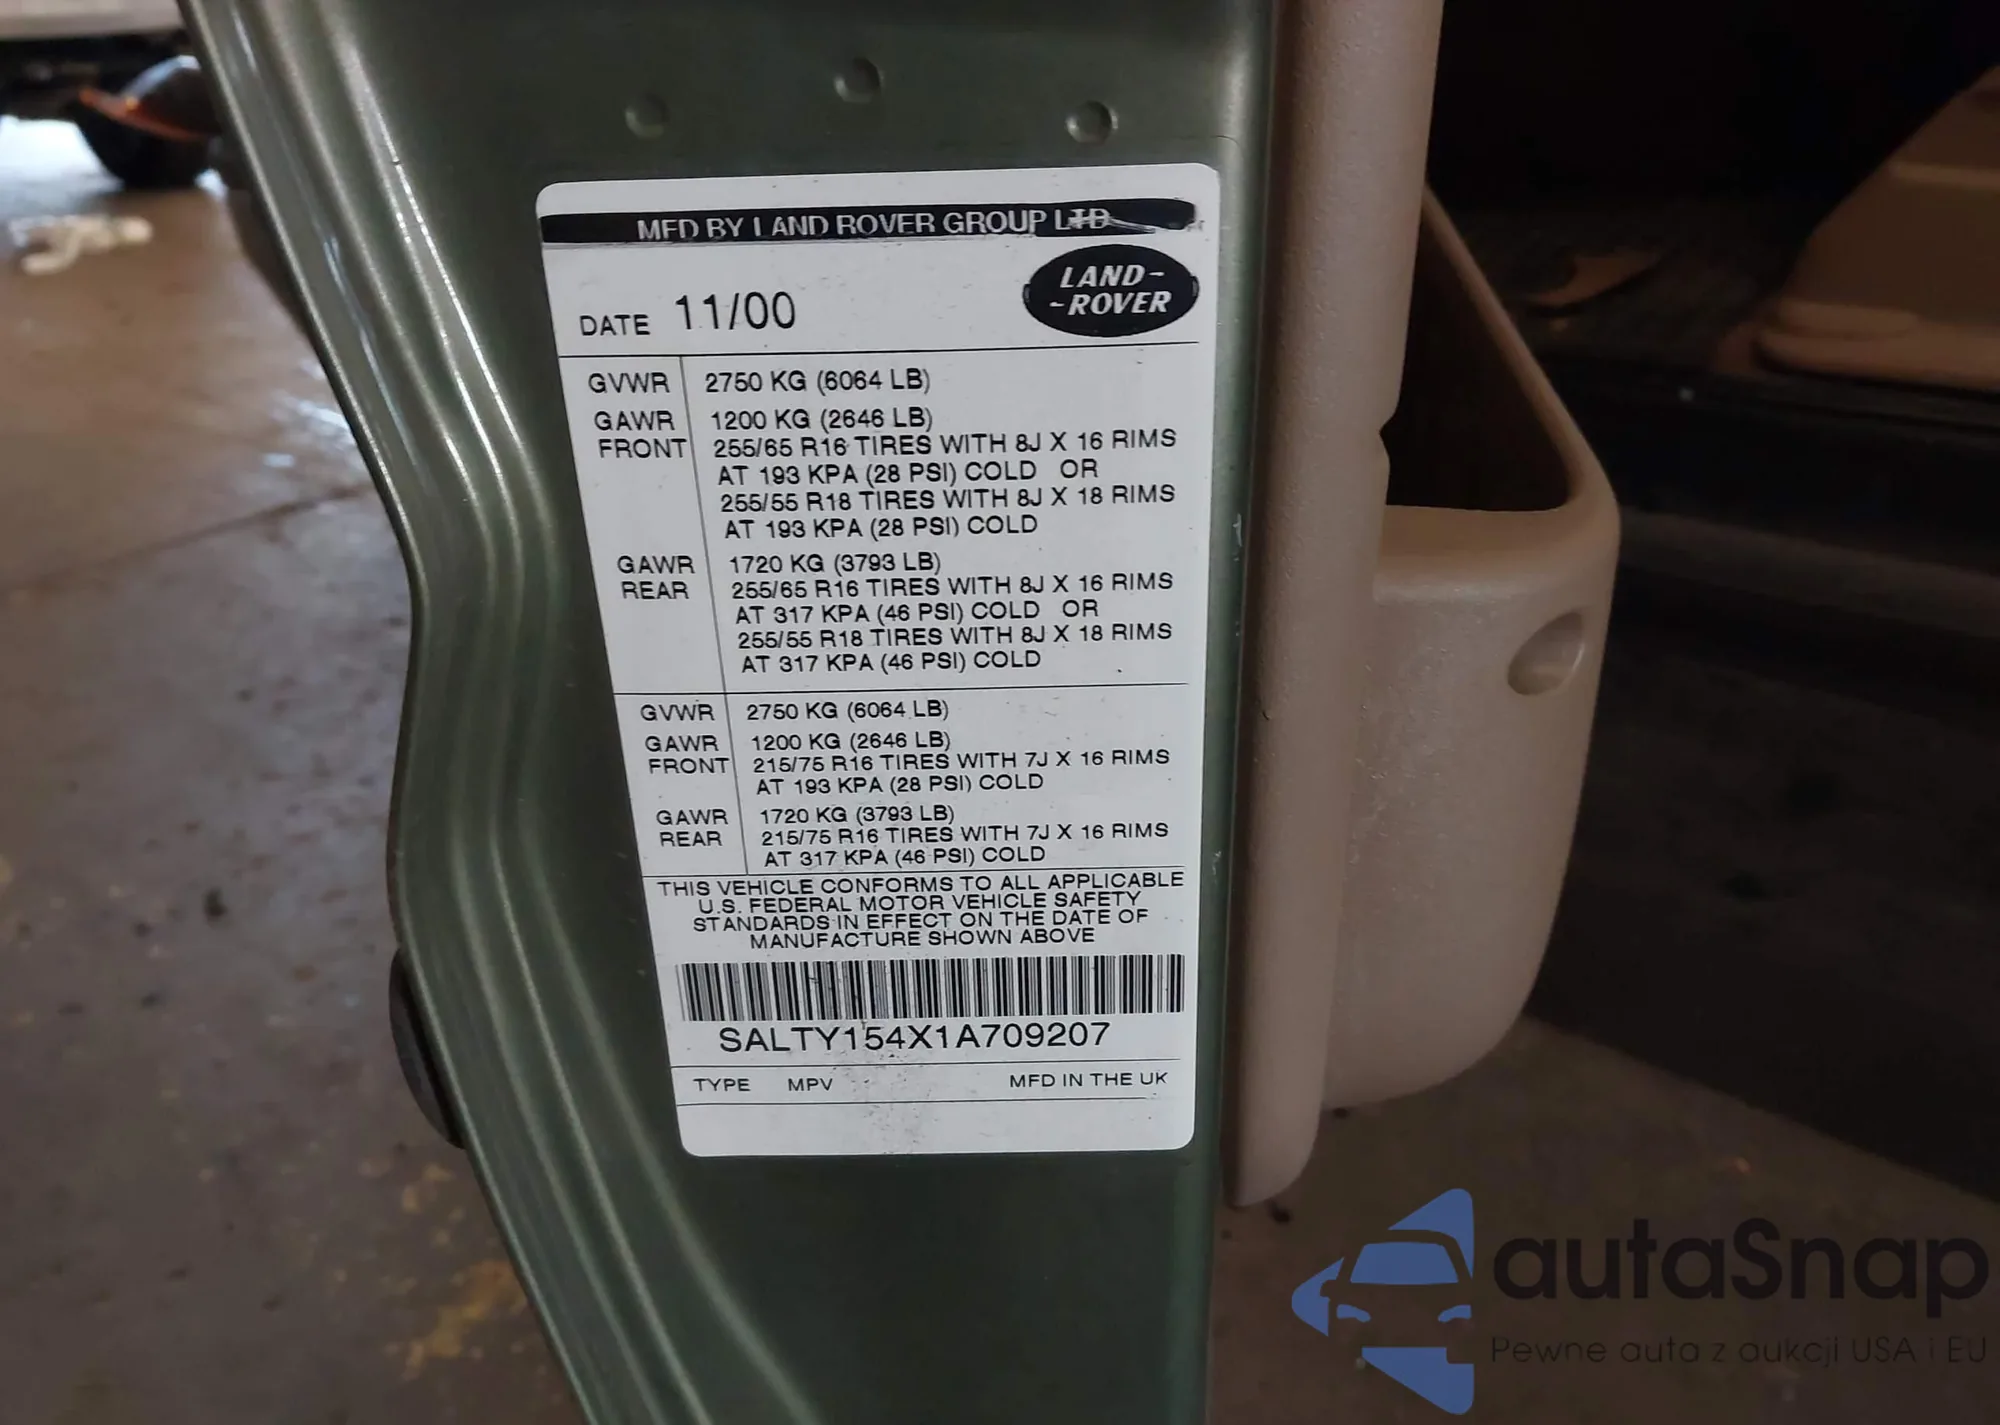 MFD BY LAND ROVER GROUP LTD
LAND-
-ROVER
DATE 11/00
GVWR 2750 KG (6064 LB)
GAWR 1200 KG (2646 LB)
FRONT 255/65 R16 TIRES WITH 8J X 16 RIMS
AT 193 KPA (28 PSI) COLD OR
255/55 R18 TIRES WITH 8J X 18 RIMS
AT 193 KPA (28 PSI) COLD
GAWR 1720 KG (3793 LB)
REAR 255/65 R16 TIRES WITH 8J X 16 RIMS
AT 317 KPA (46 PSI) COLD OR
255/55 R18 TIRES WITH 8J X 18 RIMS
AT 317 KPA (46 PSI) COLD
GVWR 2750 KG (6064 LB)
GAWR 1200 KG (2646 LB)
FRONT 215/75 R16 TIRES WITH 7J X 16 RIMS
AT 193 KPA (28 PSI) COLD
GAWR 1720 KG (3793 LB)
REAR 215/75 R16 TIRES WITH 7J X 16 RIMS
AT 317 KPA (46 PSI) COLD
THIS VEHICLE CONFORMS TO ALL APPLICABLE
U.S. FEDERAL MOTOR VEHICLE SAFETY
STANDARDS IN EFFECT ON THE DATE OF
MANUFACTURE SHOWN ABOVE
SALTY154X1A709207
TYPE MPV MFD IN THE UK
autaSnap
Pewne auta z aukcji USA i EU